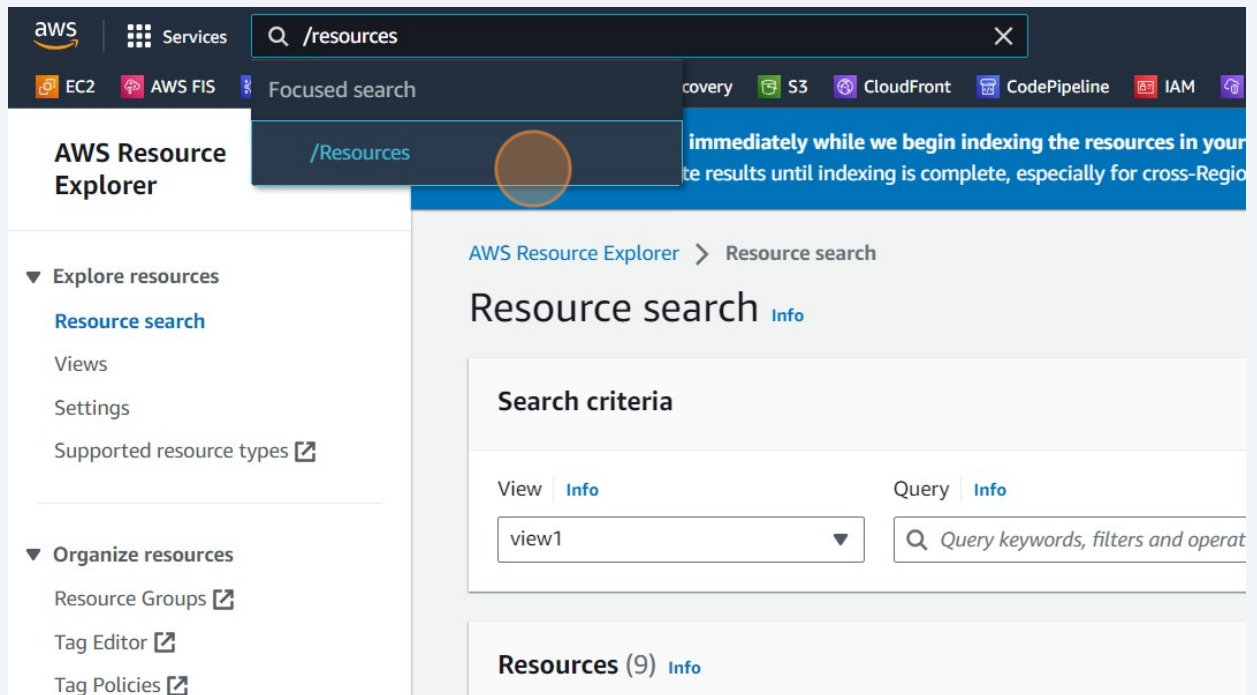 aws
Services
/resources
EC2
AWS FIS
covery
S3
CloudFront
CodePipeline
IAM
Focused search
/Resources
immediately while we begin indexing the resources in your
te results until indexing is complete, especially for cross-Regio
AWS Resource
Explorer
Explore resources
Resource search
Views
Settings
Supported resource types
Organize resources
Resource Groups
Tag Editor
Tag Policies
AWS Resource Explorer > Resource search
Resource search Info
Search criteria
View Info
Query Info
view1
Query keywords, filters and operat
Resources (9) Info